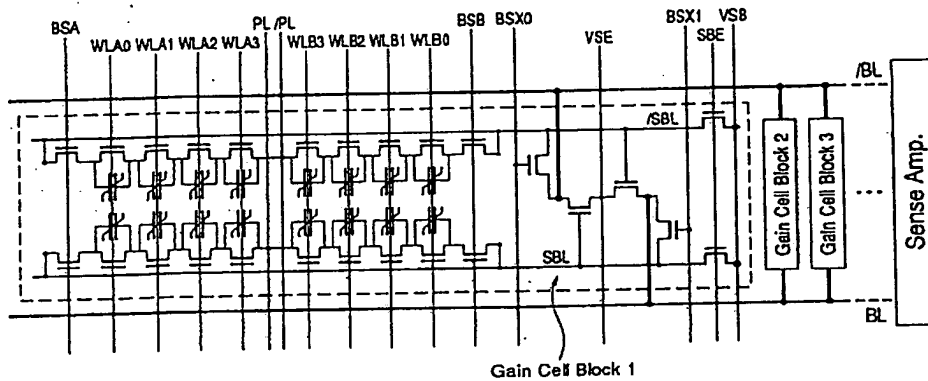 BSA
WLA0
WLA1
WLA2
WLA3
PL
/PL
WLB3
WLB2
WLB1
WLB0
BSB
BSX0
VSE
BSX1
SBE
VSB
/BL
/SBL
SBL
BL
Gain Cell Block 2
Gain Cell Block 3
Sense Amp.
Gain Cell Block 1